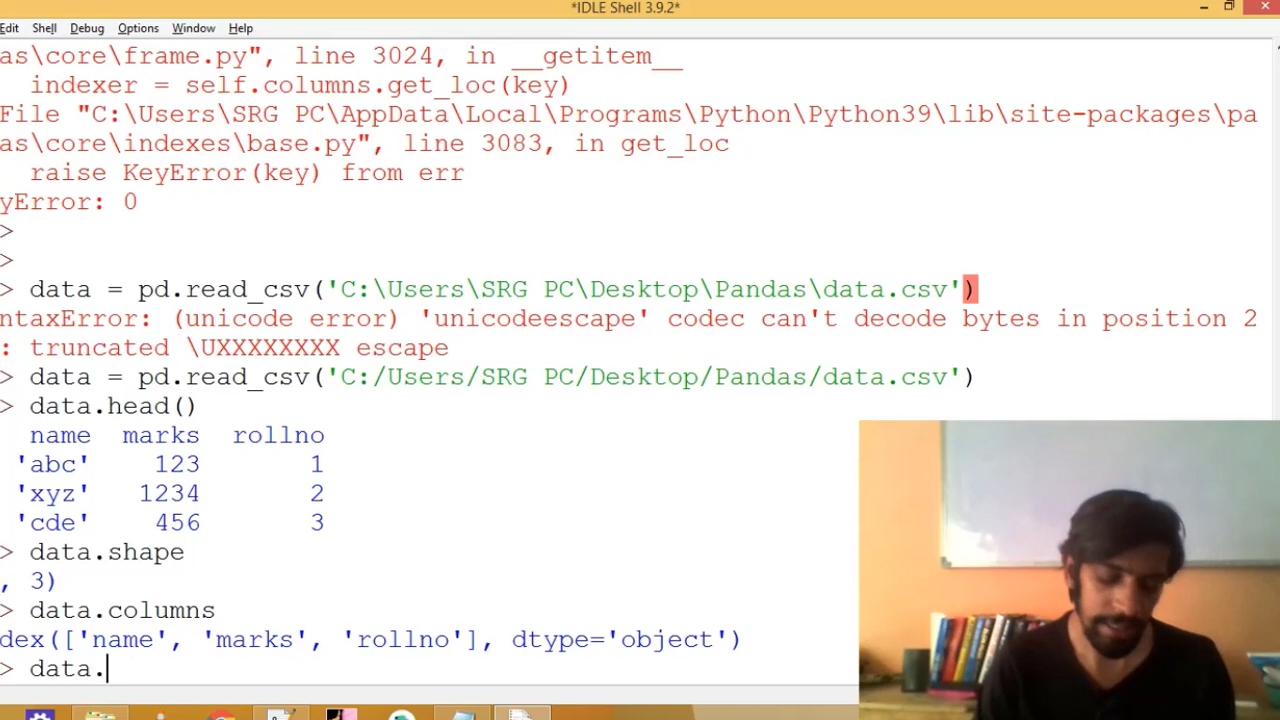 *IDLE Shell 3.9.2*
Edit Shell Debug Options Window Help
as\core\frame.py", line 3024, in __getitem__
indexer = self.columns.get_loc(key)
File "C:\Users\SRG PC\AppData\Local\Programs\Python\Python39\lib\site-packages\pa
as\core\indexes\base.py", line 3083, in get_loc
raise KeyError(key) from err
yError: 0
>
>
> data = pd.read_csv('C:\Users\SRG PC\Desktop\Pandas\data.csv')
ntaxError: (unicode error) 'unicodeescape' codec can't decode bytes in position 2
: truncated \UXXXXXXXX escape
> data = pd.read_csv('C:/Users/SRG PC/Desktop/Pandas/data.csv')
> data.head()
name marks rollno
'abc' 123 1
'xyz' 1234 2
'cde' 456 3
> data.shape
, 3)
> data.columns
dex(['name', 'marks', 'rollno'], dtype='object')
> data.